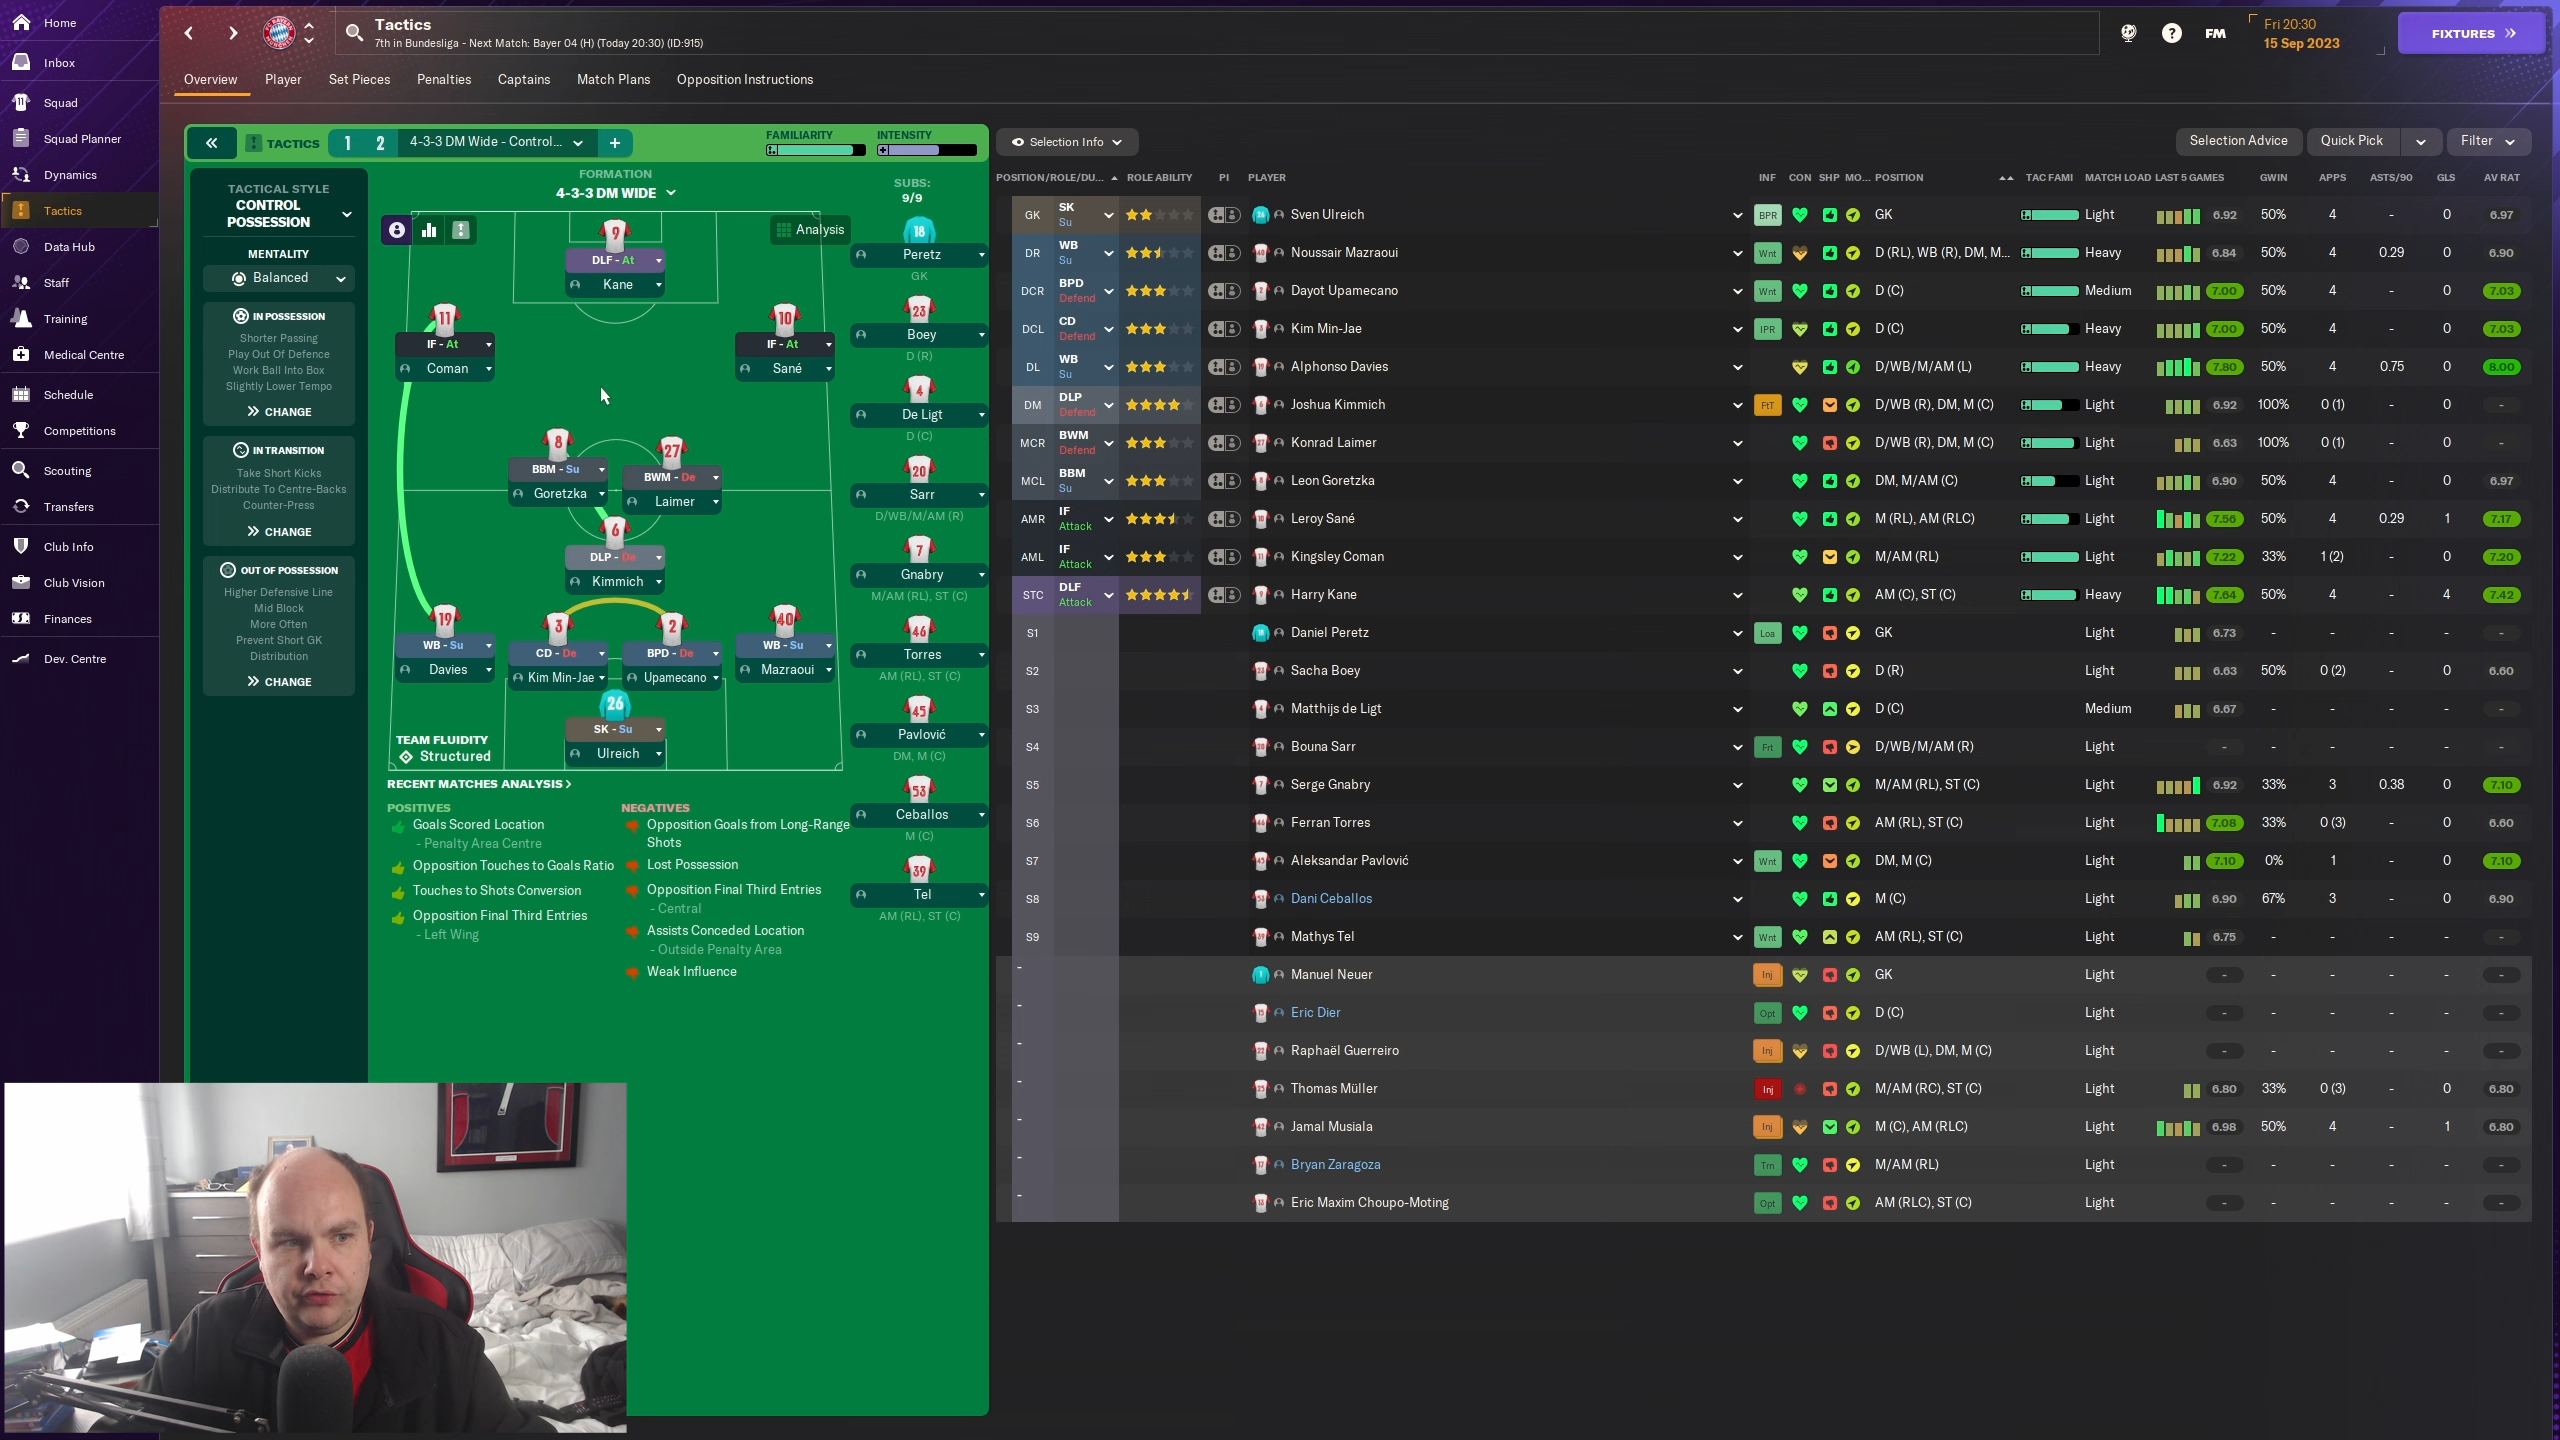 Home
Inbox
Squad
Squad Planner
Dynamics
Tactics
Data Hub
Staff
Training
Medical Centre
Schedule
Competitions
Scouting
Transfers
Club Info
Club Vision
Finances
Dev. Centre
Tactics
7th in Bundesliga - Next Match: Bayer 04 (H) (Today 20:30) (ID:915)
FM
Fri 20:30
15 Sep 2023
FIXTURES
Overview Player Set Pieces Penalties Captains Match Plans Opposition Instructions
TACTICS 1 2 4-3-3 DM Wide - Control... +
FAMILIARITY INTENSITY
TACTICAL STYLE
CONTROL
POSSESSION
MENTALITY
Balanced
IN POSSESSION
Shorter Passing
Play Out Of Defence
Work Ball Into Box
Slightly Lower Tempo
CHANGE
IN TRANSITION
Take Short Kicks
Distribute To Centre-Backs
Counter-Press
CHANGE
OUT OF POSSESSION
Higher Defensive Line
Mid Block
More Often
Prevent Short GK
Distribution
CHANGE
FORMATION
4-3-3 DM WIDE
Analysis
9
DLF - At
Kane
11
IF - At
Coman
10
IF - At
Sané
8
BBM - Su
Goretzka
27
BWM - De
Laimer
6
DLP - De
Kimmich
19
WB - Su
Davies
3
CD - De
Kim Min-Jae
2
BPD - De
Upamecano
40
WB - Su
Mazraoui
26
SK - Su
Ulreich
TEAM FLUIDITY
Structured
SUBS:
9/9
18
Peretz
GK
23
Boey
D (R)
4
De Ligt
D (C)
20
Sarr
D/WB/M/AM (R)
7
Gnabry
M/AM (RL), ST (C)
46
Torres
AM (RL), ST (C)
45
Pavlović
DM, M (C)
53
Ceballos
M (C)
39
Tel
AM (RL), ST (C)
RECENT MATCHES ANALYSIS >
POSITIVES
Goals Scored Location
- Penalty Area Centre
Opposition Touches to Goals Ratio
Touches to Shots Conversion
Opposition Final Third Entries
- Left Wing
NEGATIVES
Opposition Goals from Long-Range
Shots
Lost Possession
Opposition Final Third Entries
- Central
Assists Conceded Location
- Outside Penalty Area
Weak Influence
Selection Info
Selection Advice Quick Pick Filter
POSITION/ROLE/DU... ROLE ABILITY PI PLAYER INF CON SHP MO... POSITION TAC FAMI MATCH LOAD LAST 5 GAMES GWIN APPS ASTS/90 GLS AV RAT
GK SK Su Sven Ulreich BPR GK Light 6.92 50% 4 - 0 6.97
DR WB Su Noussair Mazraoui Wnt D (RL), WB (R), DM, M... Heavy 6.84 50% 4 0.29 0 6.90
DCR BPD Defend Dayot Upamecano Wnt D (C) Medium 7.00 50% 4 - 0 7.03
DCL CD Defend Kim Min-Jae IPR D (C) Heavy 7.00 50% 4 - 0 7.03
DL WB Su Alphonso Davies D/WB/M/AM (L) Heavy 7.80 50% 4 0.75 0 8.00
DM DLP Defend Joshua Kimmich FtT D/WB (R), DM, M (C) Light 6.92 100% 0 (1) - 0 -
MCR BWM Defend Konrad Laimer D/WB (R), DM, M (C) Light 6.63 100% 0 (1) - 0 -
MCL BBM Su Leon Goretzka DM, M/AM (C) Light 6.90 50% 4 - 0 6.97
AMR IF Attack Leroy Sané M (RL), AM (RLC) Light 7.56 50% 4 0.29 1 7.17
AML IF Attack Kingsley Coman M/AM (RL) Light 7.22 33% 1 (2) - 0 7.20
STC DLF Attack Harry Kane AM (C), ST (C) Heavy 7.64 50% 4 - 4 7.42
S1 Daniel Peretz Loa GK Light 6.73 - - - - -
S2 Sacha Boey D (R) Light 6.63 50% 0 (2) - 0 6.60
S3 Matthijs de Ligt D (C) Medium 6.67 - - - - -
S4 Bouna Sarr Frt D/WB/M/AM (R) Light - - - - - -
S5 Serge Gnabry M/AM (RL), ST (C) Light 6.92 33% 3 0.38 0 7.10
S6 Ferran Torres AM (RL), ST (C) Light 7.08 33% 0 (3) - 0 6.60
S7 Aleksandar Pavlović Wnt DM, M (C) Light 7.10 0% 1 - 0 7.10
S8 Dani Ceballos M (C) Light 6.90 67% 3 - 0 6.90
S9 Mathys Tel Wnt AM (RL), ST (C) Light 6.75 - - - - -
- Manuel Neuer Inj GK Light - - - - - -
- Eric Dier Opt D (C) Light - - - - - -
- Raphaël Guerreiro Inj D/WB (L), DM, M (C) Light - - - - - -
- Thomas Müller Inj M/AM (RC), ST (C) Light 6.80 33% 0 (3) - 0 6.80
- Jamal Musiala Inj M (C), AM (RLC) Light 6.98 50% 4 - 1 6.80
- Bryan Zaragoza Trn M/AM (RL) Light - - - - - -
- Eric Maxim Choupo-Moting Opt AM (RLC), ST (C) Light - - - - - -